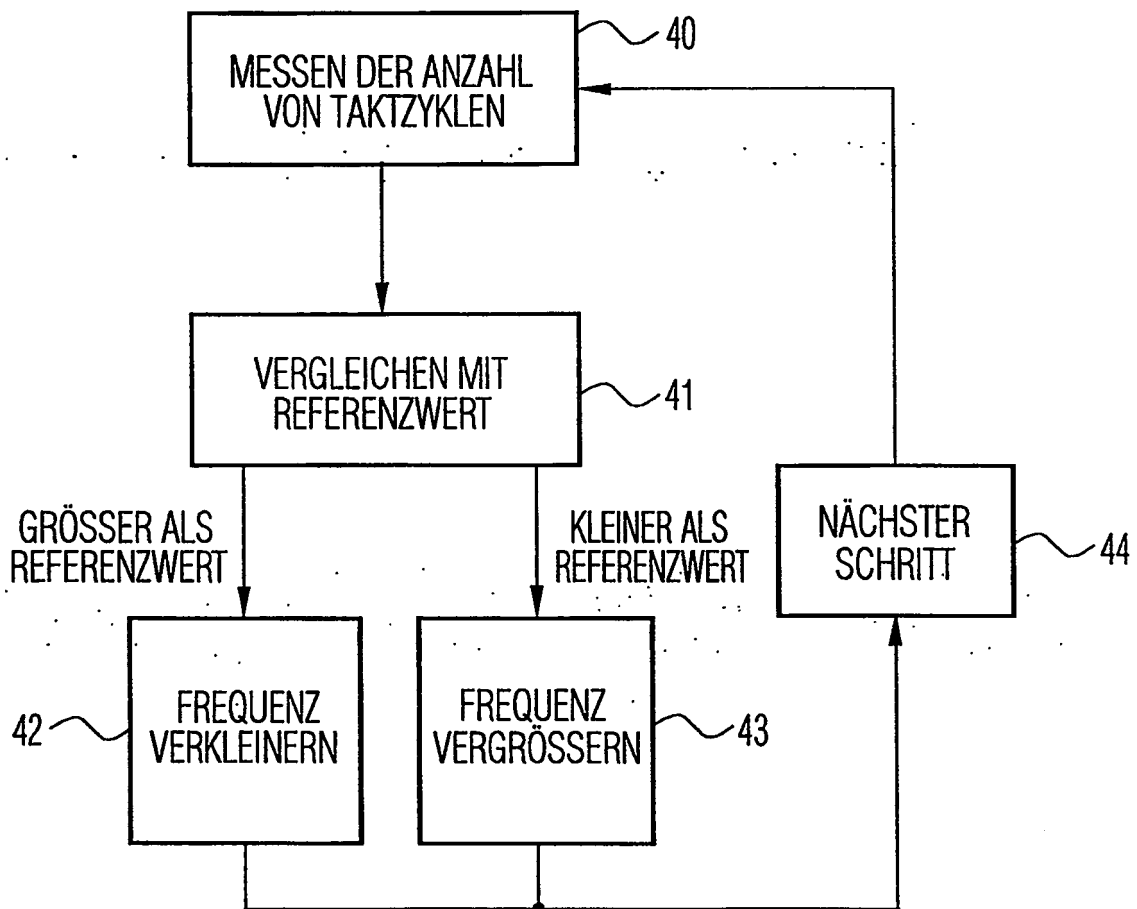 40
MESSEN DER ANZAHL
VON TAKTZYKLEN
VERGLEICHEN MIT
REFERENZWERT
41
GRÖSSER ALS
REFERENZWERT
KLEINER ALS
REFERENZWERT
NÄCHSTER
SCHRITT
44
42
FREQUENZ
VERKLEINERN
FREQUENZ
VERGRÖSSERN
43